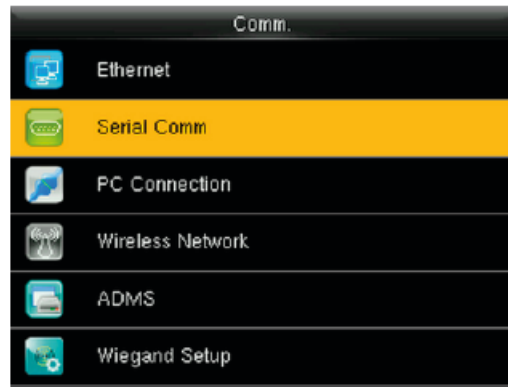 Comm.
Ethernet
Serial Comm
PC Connection
Wireless Network
ADMS
Wiegand Setup